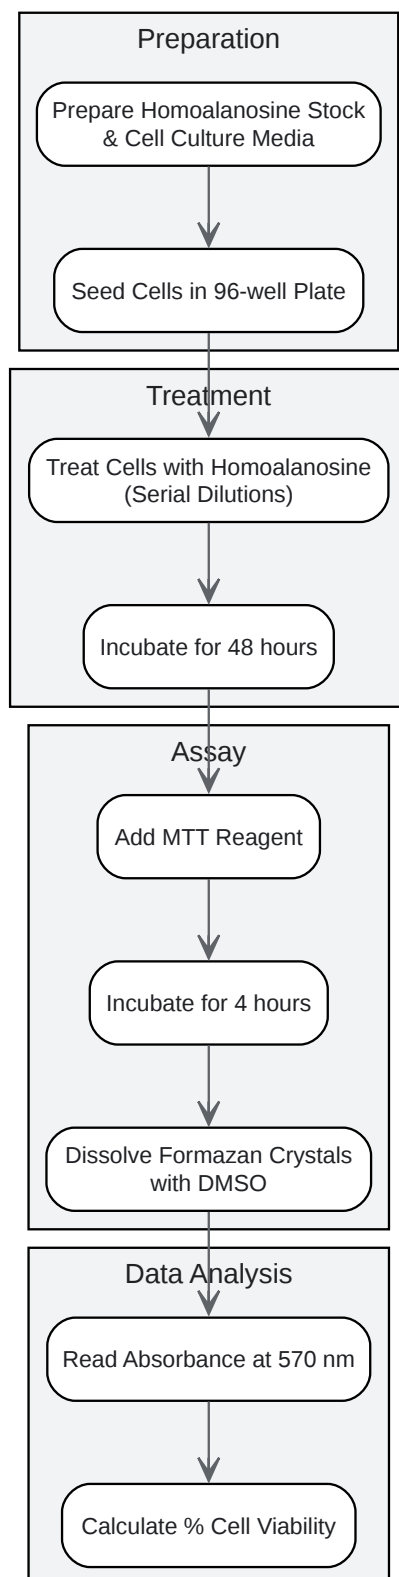 Preparation
Prepare Homoalanosine Stock
& Cell Culture Media
Seed Cells in 96-well Plate
Treatment
Treat Cells with Homoalanosine
(Serial Dilutions)
Incubate for 48 hours
Assay
Add MTT Reagent
Incubate for 4 hours
Dissolve Formazan Crystals
with DMSO
Data Analysis
Read Absorbance at 570 nm
Calculate % Cell Viability